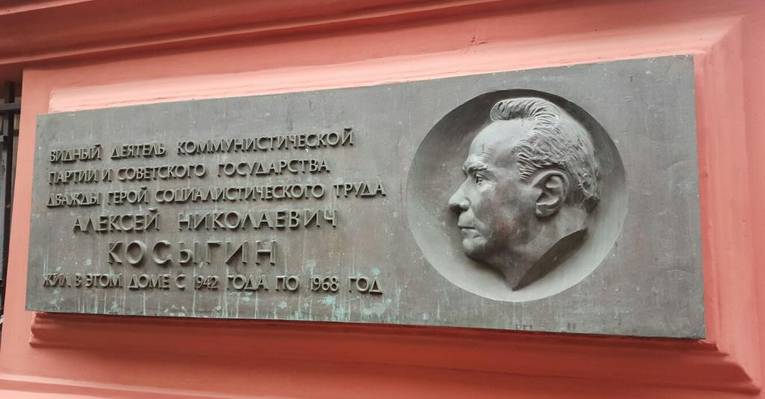 ВИДНЫЙ ДЕЯТЕЛЬ КОММУНИСТИЧЕСКОЙ
ПАРТИИ И СОВЕТСКОГО ГОСУДАРСТВА
ДВАЖДЫ ГЕРОЙ СОЦИАЛИСТИЧЕСКОГО ТРУДА
АЛЕКСЕЙ НИКОЛАЕВИЧ
КОСЫГИН
ЖИЛ В ЭТОМ ДОМЕ С 1942 ГОДА ПО 1968 ГОД